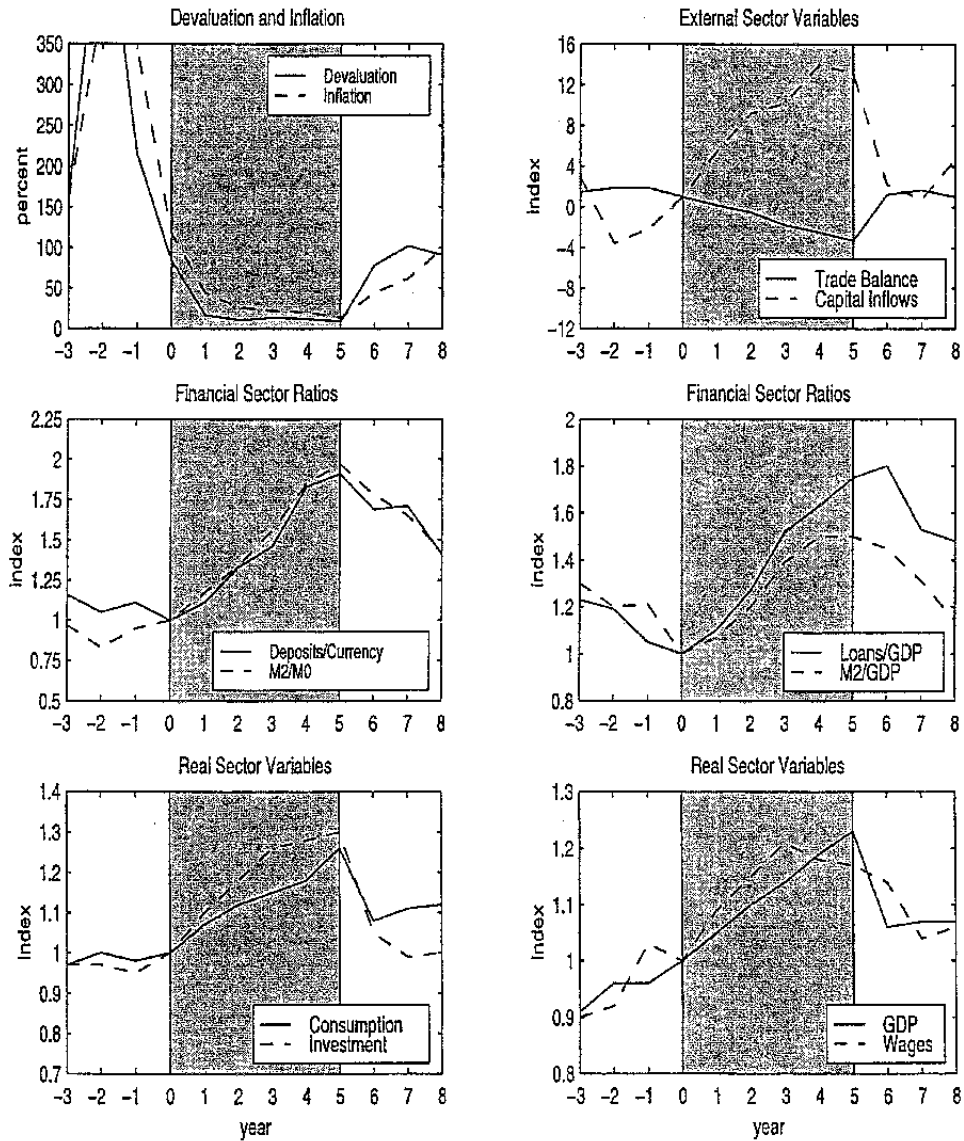 Devaluation and Inflation
350
300
250
200
150
100
50
0
percent
Devaluation
Inflation
-3 -2 -1 0 1 2 3 4 5 6 7 8
External Sector Variables
16
12
8
4
0
-4
-8
-12
index
Trade Balance
Capital Inflows
-3 -2 -1 0 1 2 3 4 5 6 7 8
Financial Sector Ratios
2.25
2
1.75
1.5
1.25
1
0.75
0.5
index
Deposits/Currency
M2/M0
-3 -2 -1 0 1 2 3 4 5 6 7 8
Financial Sector Ratios
2
1.8
1.6
1.4
1.2
1
0.8
index
Loans/GDP
M2/GDP
-3 -2 -1 0 1 2 3 4 5 6 7 8
Real Sector Variables
1.4
1.3
1.2
1.1
1
0.9
0.8
0.7
index
Consumption
Investment
-3 -2 -1 0 1 2 3 4 5 6 7 8
year
Real Sector Variables
1.3
1.2
1.1
1
0.9
0.8
index
GDP
Wages
-3 -2 -1 0 1 2 3 4 5 6 7 8
year